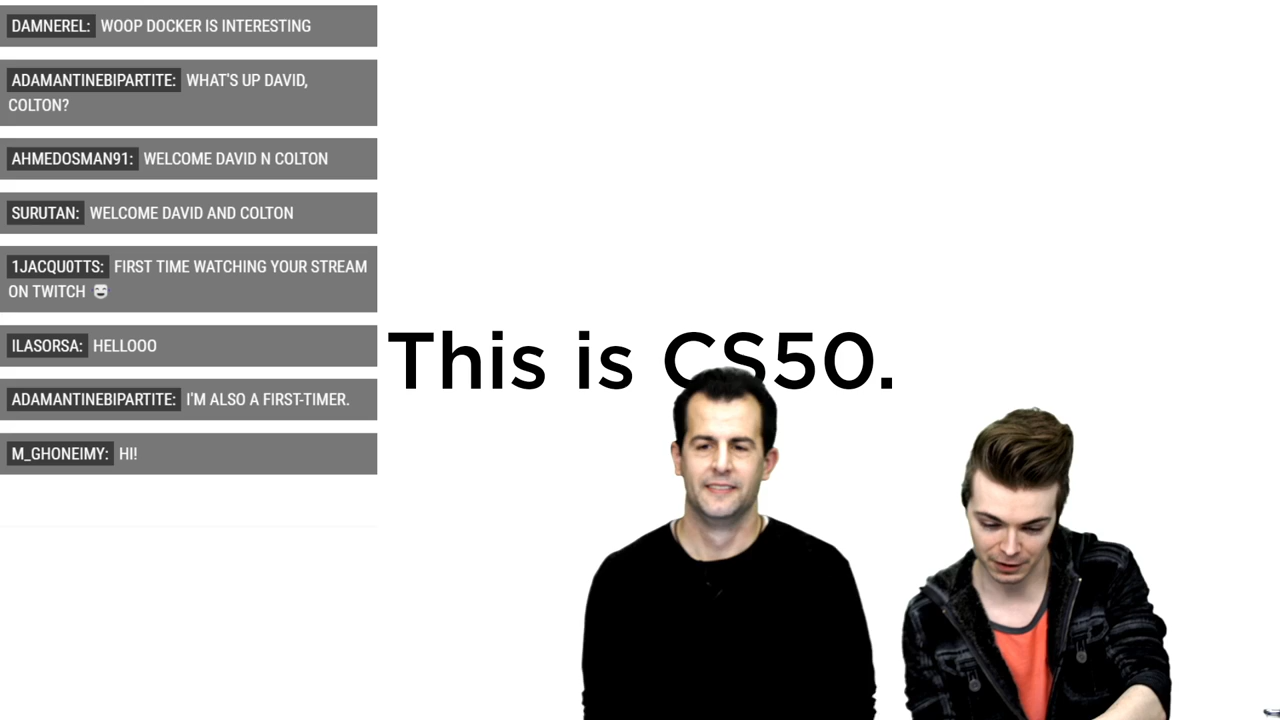 DAMNEREL: WOOP DOCKER IS INTERESTING
ADAMANTINEBIPARTITE: WHAT'S UP DAVID,
COLTON?
AHMEDOSMAN91: WELCOME DAVID N COLTON
SURUTAN: WELCOME DAVID AND COLTON
1JACQU0TTS: FIRST TIME WATCHING YOUR STREAM
ON TWITCH
ILASORSA: HELLOOO
ADAMANTINEBIPARTITE: I'M ALSO A FIRST-TIMER.
M_GHONEIMY: HI!
This is CS50.